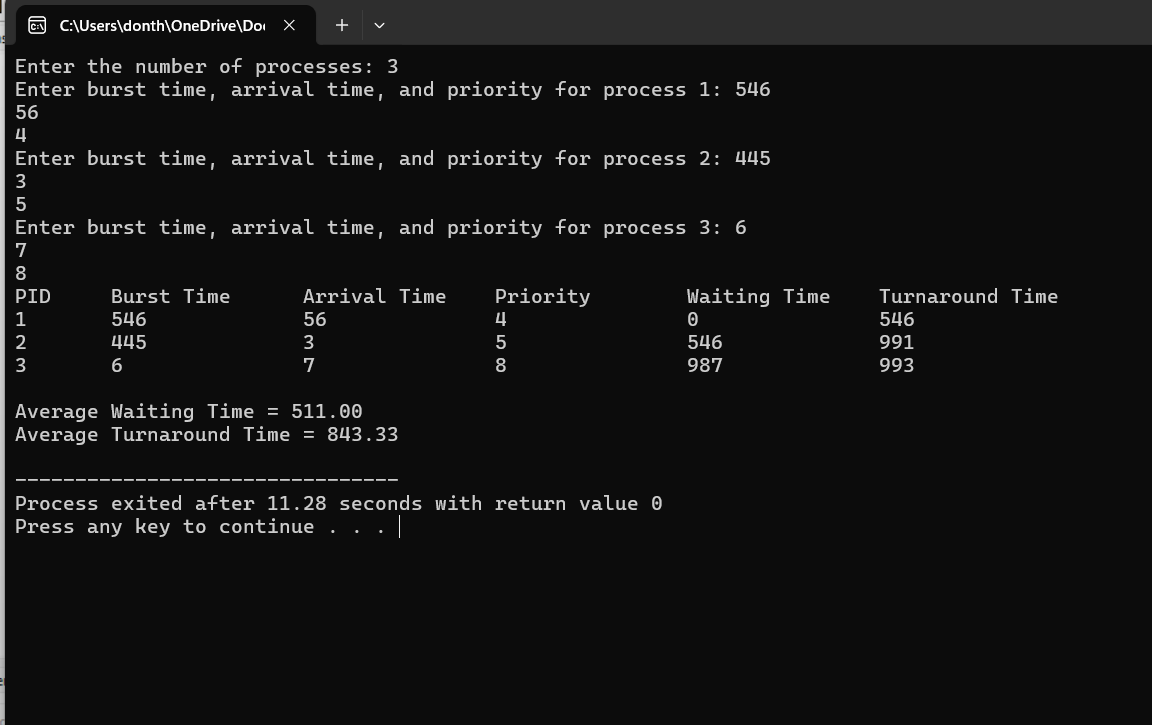 C:\Users\donth\OneDrive\Doc
Enter the number of processes: 3
Enter burst time, arrival time, and priority for process 1: 546
56
4
Enter burst time, arrival time, and priority for process 2: 445
3
5
Enter burst time, arrival time, and priority for process 3: 6
7
8
PID Burst Time Arrival Time Priority Waiting Time Turnaround Time
1 546 56 4 0 546
2 445 3 5 546 991
3 6 7 8 987 993
Average Waiting Time = 511.00
Average Turnaround Time = 843.33
--------------------------------
Process exited after 11.28 seconds with return value 0
Press any key to continue . . .